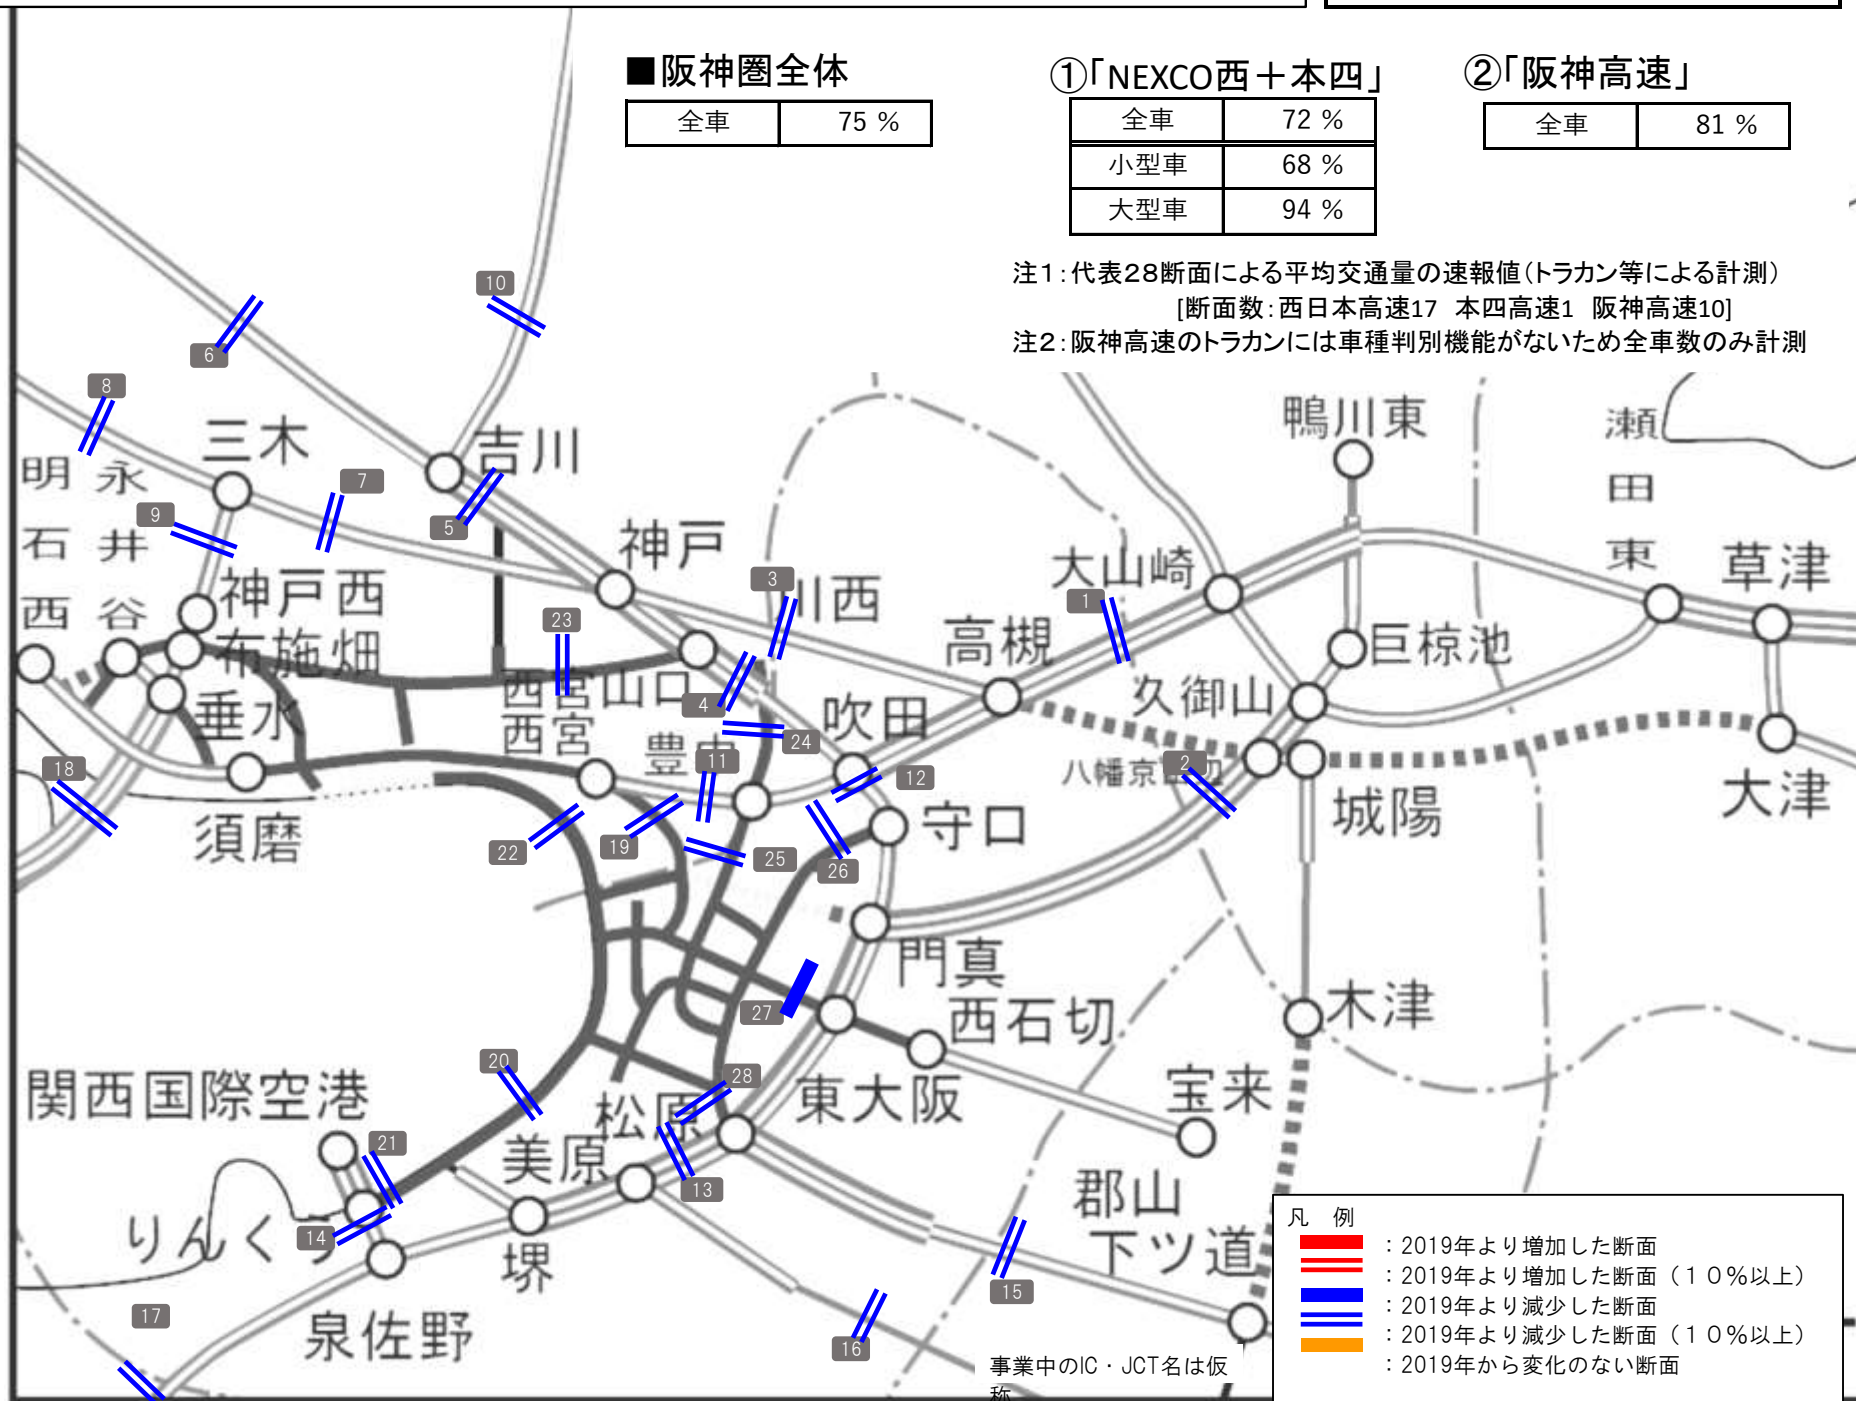 ■阪神圏全体
全車 75 %
①「NEXCO西＋本四」
全車 72 %
小型車 68 %
大型車 94 %
②「阪神高速」
全車 81 %
注１：代表２８断面による平均交通量の速報値（トラカン等による計測）
[断面数：西日本高速17 本四高速1 阪神高速10]
注２：阪神高速のトラカンには車種判別機能がないため全車数のみ計測
10
6
8
三木
吉川
鴨川東
瀬田東
明石西
永井谷
7
9
5
神戸
大山崎
草津
神戸西
3
川西
1
布施畑
23
高槻
巨椋池
西宮山口
4
久御山
垂水
西宮
吹田
24
豊中
11
12
2
18
大津
城陽
須磨
22
19
25
守口
26
門真
27
西石切
木津
20
28
関西国際空港
松原
東大阪
宝来
21
美原
13
郡山
りんくう
14
下ツ道
堺
15
17
泉佐野
16
事業中のIC・JCT名は仮
称
凡 例
：2019年より増加した断面
：2019年より増加した断面（１０％以上）
：2019年より減少した断面
：2019年より減少した断面（１０％以上）
：2019年から変化のない断面